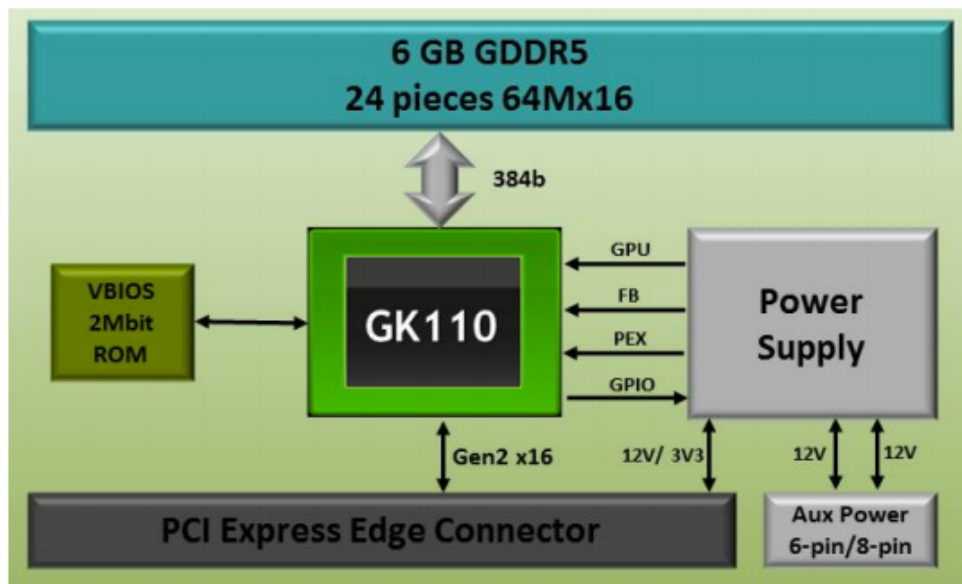 6 GB GDDR5
24 pieces 64Mx16
384b
GPU
FB
PEX
GPIO
VBIOS
2Mbit
ROM
GK110
Power
Supply
Gen2 x16
12V/ 3V3
12V
12V
PCI Express Edge Connector
Aux Power
6-pin/8-pin